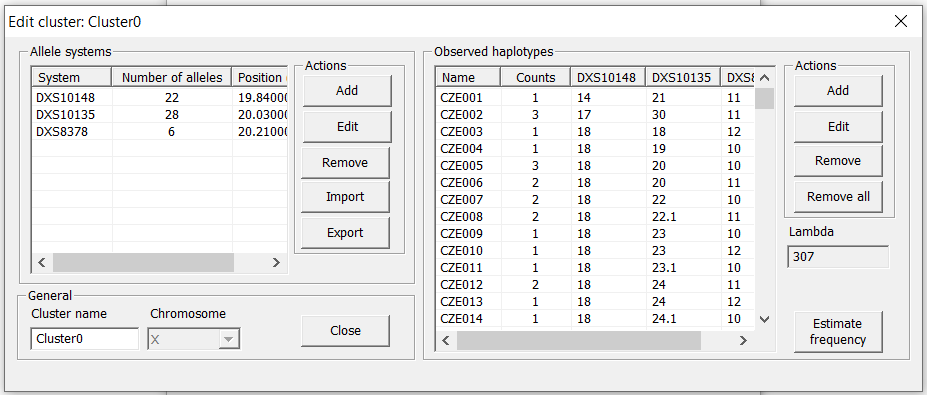 Edit cluster: Cluster0
Allele systems
System Number of alleles Position (
DXS10148 22 19.84000
DXS10135 28 20.03000
DXS8378 6 20.21000
Actions
Add
Edit
Remove
Import
Export
General
Cluster name Chromosome
Cluster0 X
Close
Observed haplotypes
Name Counts DXS10148 DXS10135 DXS8
CZE001 1 14 21 11
CZE002 3 17 30 11
CZE003 1 18 18 12
CZE004 1 18 19 10
CZE005 3 18 20 10
CZE006 2 18 20 11
CZE007 2 18 22 10
CZE008 2 18 22.1 11
CZE009 1 18 23 10
CZE010 1 18 23 12
CZE011 1 18 23.1 10
CZE012 2 18 24 11
CZE013 1 18 24 12
CZE014 1 18 24.1 10
Actions
Add
Edit
Remove
Remove all
Lambda
307
Estimate
frequency